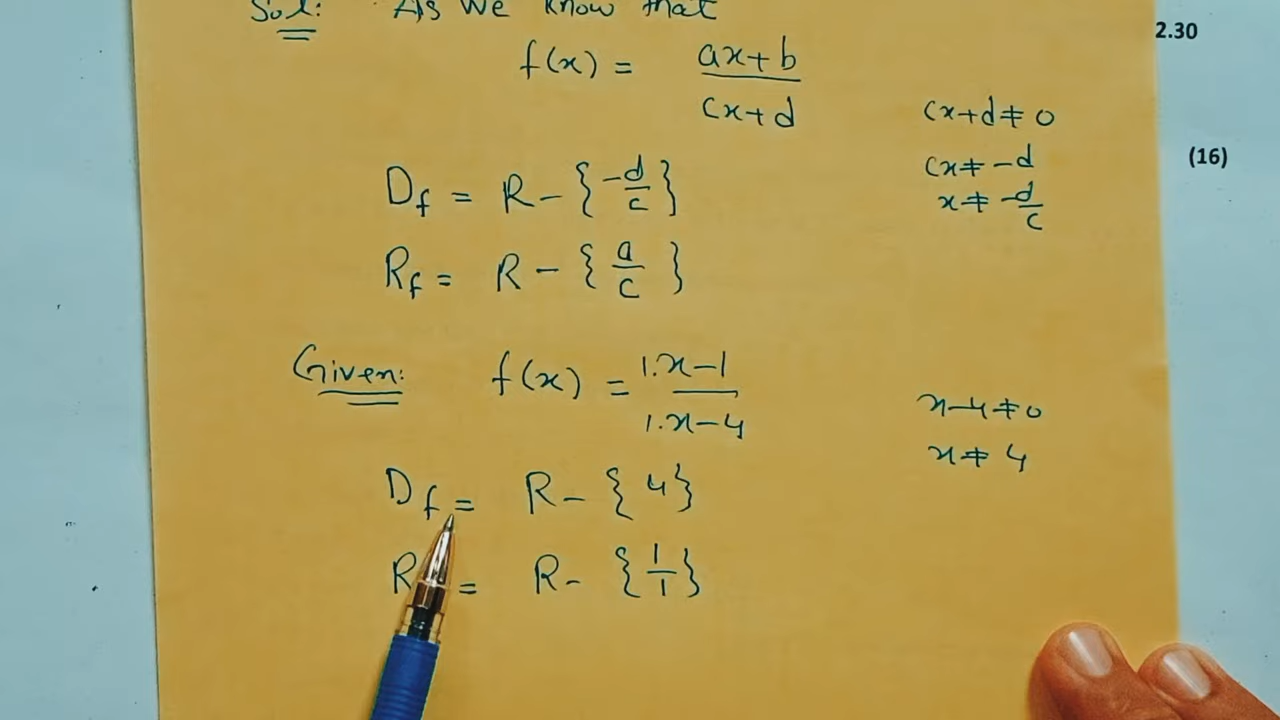 Sol: As we know that
2.30
f(x) = ax+b / cx+d
cx+d≠0
(16)
cx≠-d
D_f = R - {-d/c}
x≠-d/c
R_f = R - {a/c}
Given: f(x) = 1.x-1 / 1.x-4
x-4≠0
x≠4
D_f = R - {4}
R = R - {1/1}